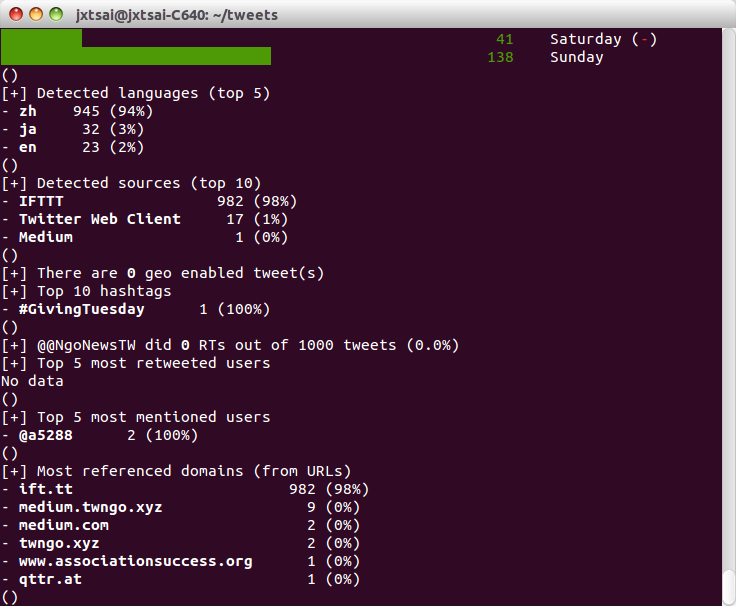 jxtsai@jxtsai-C640: ~/tweets
41 Saturday (-)
138 Sunday
()
[+] Detected languages (top 5)
- zh 945 (94%)
- ja 32 (3%)
- en 23 (2%)
()
[+] Detected sources (top 10)
- IFTTT 982 (98%)
- Twitter Web Client 17 (1%)
- Medium 1 (0%)
()
[+] There are 0 geo enabled tweet(s)
[+] Top 10 hashtags
- #GivingTuesday 1 (100%)
()
[+] @@NgoNewsTW did 0 RTs out of 1000 tweets (0.0%)
[+] Top 5 most retweeted users
No data
()
[+] Top 5 most mentioned users
- @a5288 2 (100%)
()
[+] Most referenced domains (from URLs)
- ift.tt 982 (98%)
- medium.twngo.xyz 9 (0%)
- medium.com 2 (0%)
- twngo.xyz 2 (0%)
- www.associationsuccess.org 1 (0%)
- qttr.at 1 (0%)
()